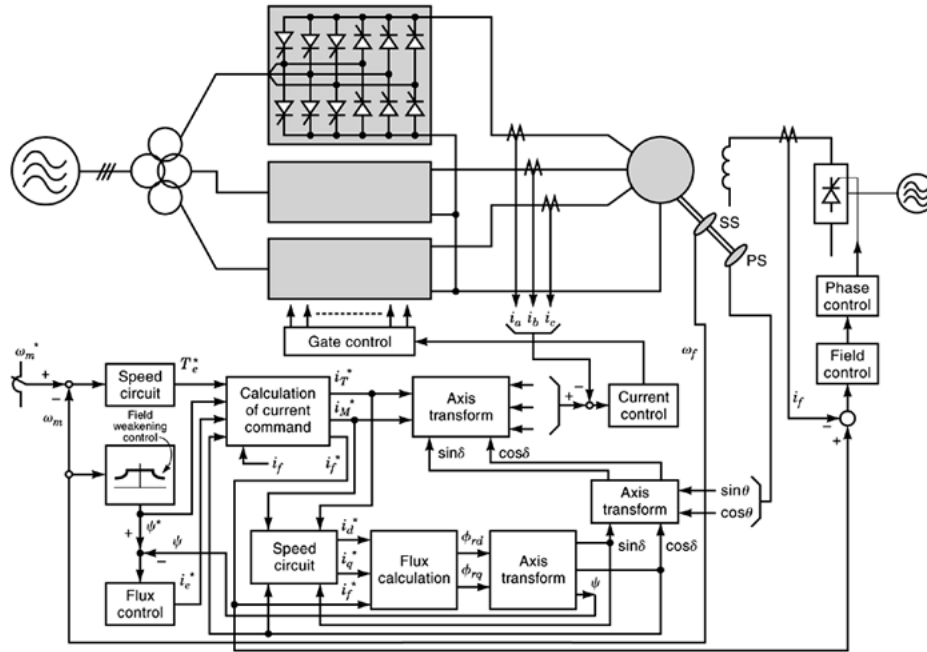 SS
PS
Phase
control
i_a i_b i_c
Gate control
ω_f
Field
control
i_f
ω_m*
+
−
ω_m
Speed
circuit
T_e*
Calculation
of current
command
i_T*
i_M*
i_f*
i_f
Axis
transform
+
−
Current
control
−
+
Field
weakening
control
sinδ
cosδ
Axis
transform
sinθ
cosθ
ψ*
+
ψ
−
Flux
control
i_e*
Speed
circuit
i_d*
i_q*
i_f*
Flux
calculation
ϕ_rd
ϕ_rq
Axis
transform
sinδ
cosδ
ψ